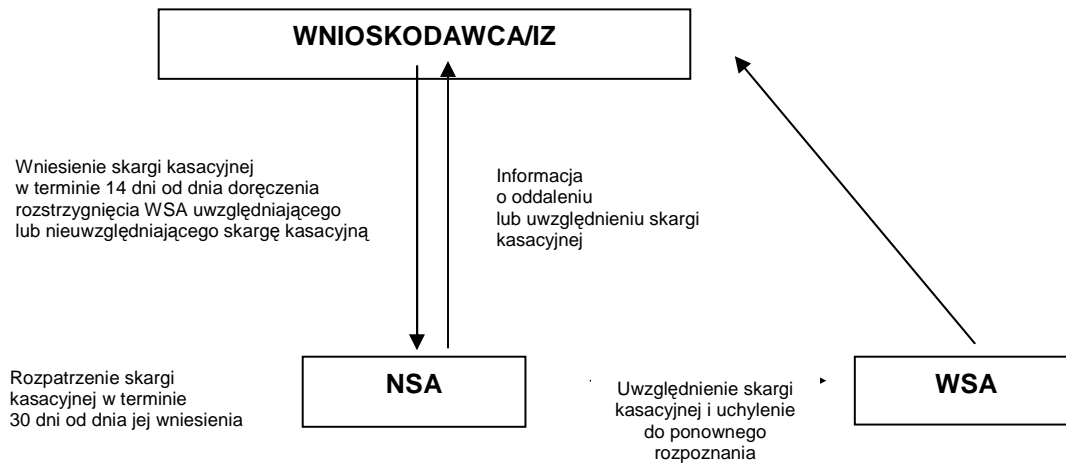 WNIOSKODAWCA/IZ
Wniesienie skargi kasacyjnej
w terminie 14 dni od dnia doręczenia
rozstrzygnięcia WSA uwzględniającego
lub nieuwzględniającego skargę kasacyjną
Informacja
o oddaleniu
lub uwzględnieniu skargi
kasacyjnej
Rozpatrzenie skargi
kasacyjnej w terminie
30 dni od dnia jej wniesienia
NSA
Uwzględnienie skargi
kasacyjnej i uchylenie
do ponownego
rozpoznania
WSA